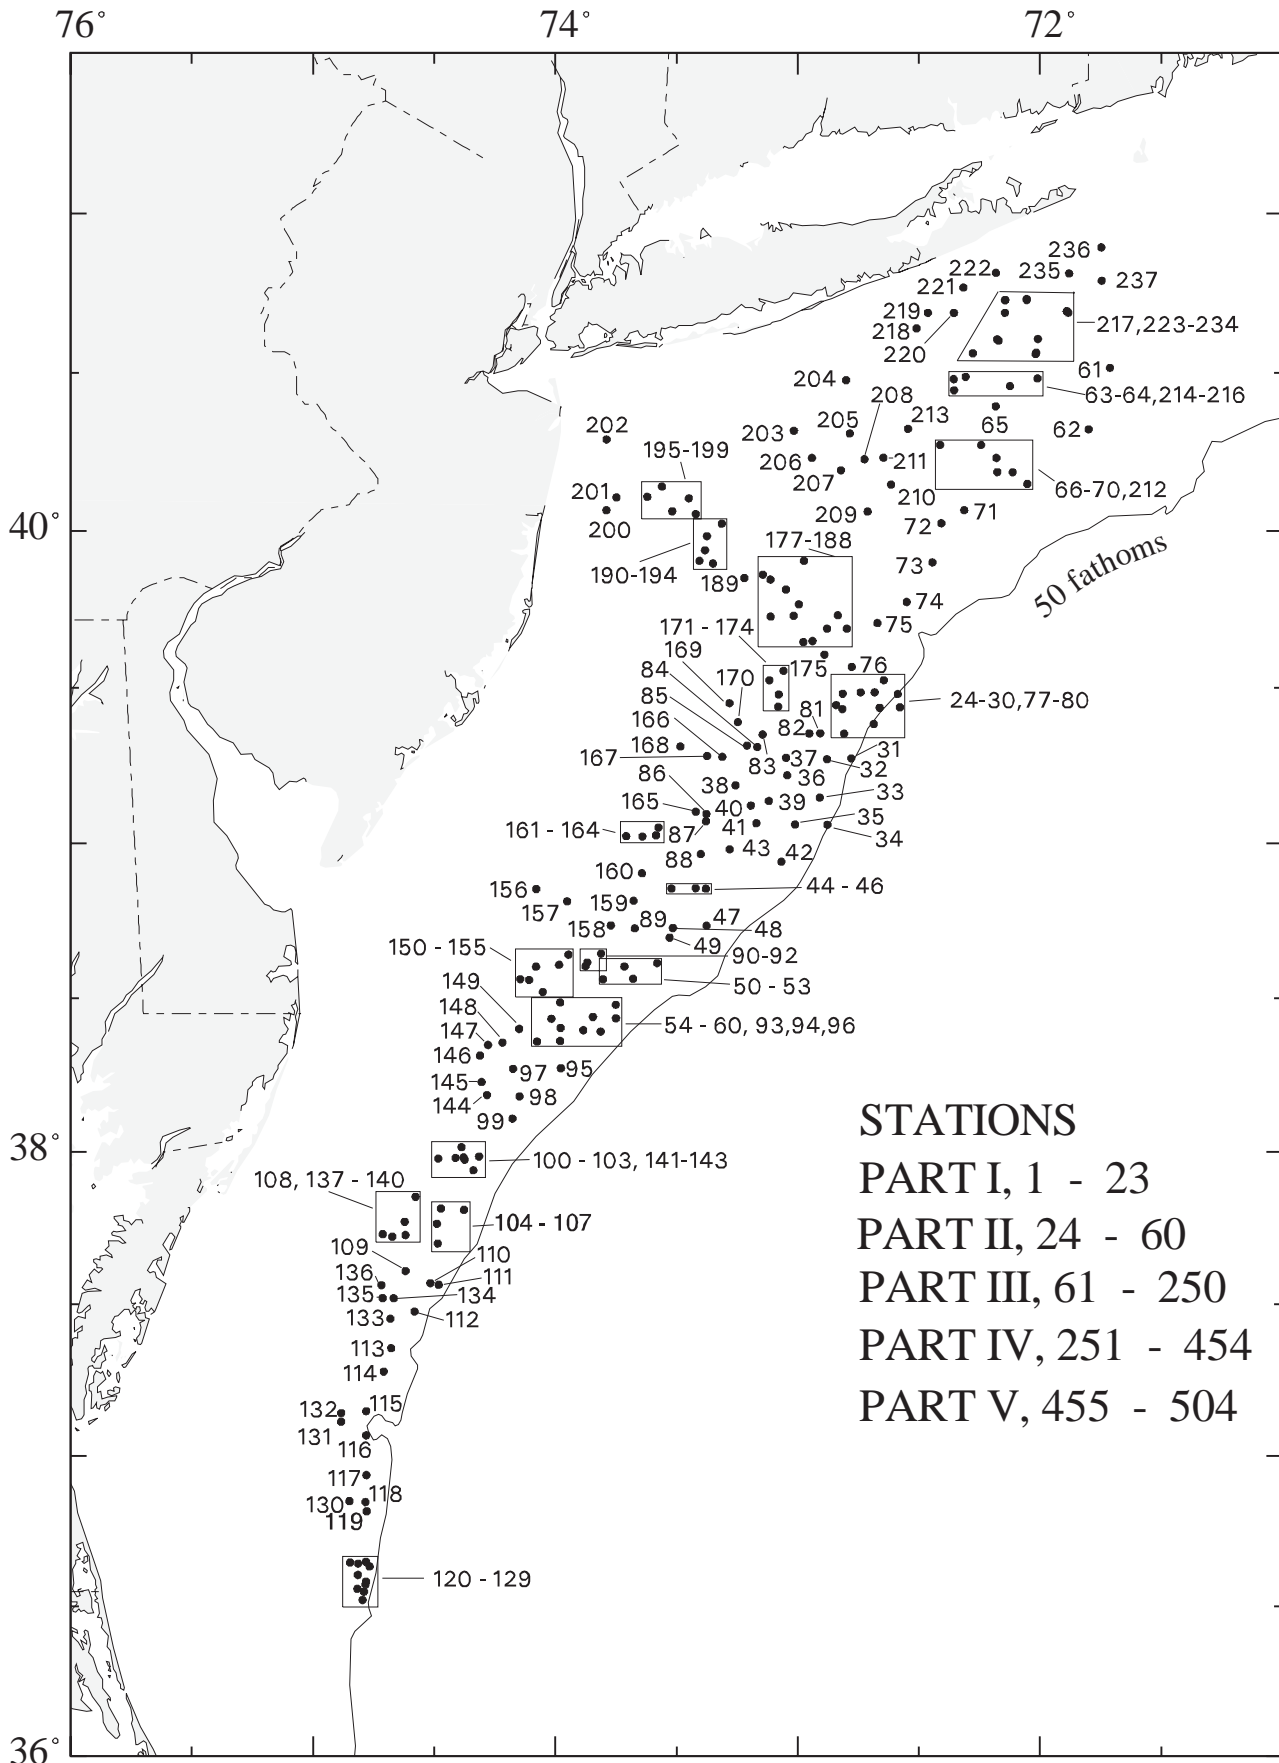 76° 74° 72°
236
222 235
221 237
219
218
217,223-234
220
61
204
63-64,214-216
208
65
202 203 205 213 62
195-199
206 211
207
66-70,212
201
210
200 209 71
40°
72
177-188
190-194 189 73
50 fathoms
74
171 - 174 75
169
84 170 175 76
85
24-30,77-80
166 81
82
168 31
167 83 37 32
86 36
38
165 40 39 33
161 - 164 87 41 35
34
88 43 42
160
156 44 - 46
157 159
158 89 47
48
150 - 155 49
90-92
149 50 - 53
148
147 54 - 60, 93,94,96
146
145 97 95
144 98
99
STATIONS
38°
100 - 103, 141-143
PART I, 1 - 23
108, 137 - 140
104 - 107
PART II, 24 - 60
109 110
136 111
135 134
PART III, 61 - 250
133 112
113
PART IV, 251 - 454
114
132 115
PART V, 455 - 504
131
116
117
130 118
119
120 - 129
36°